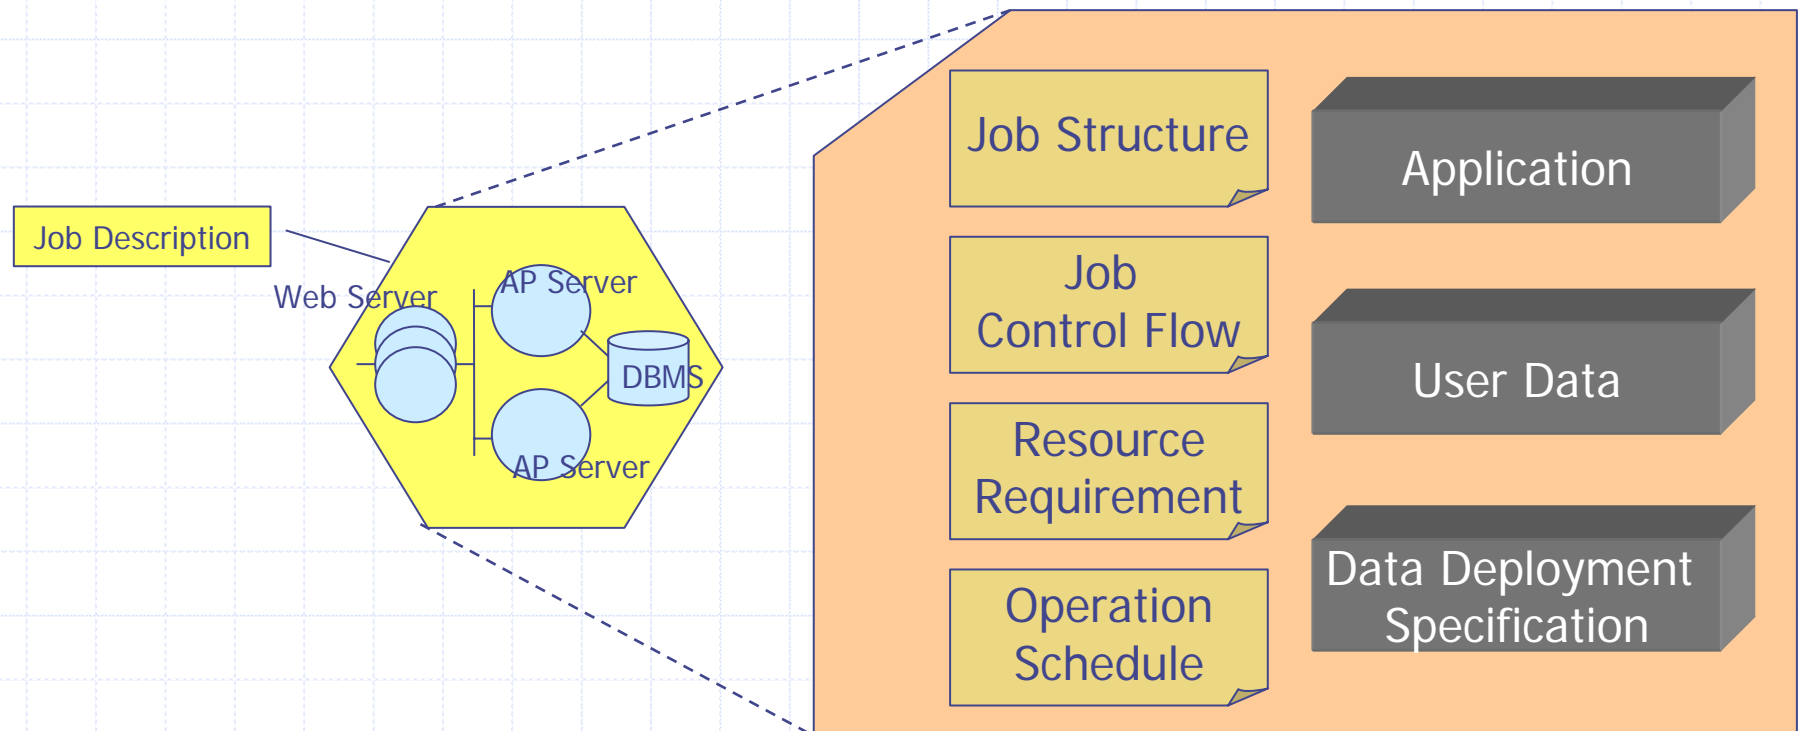 Job Description
Web Server
AP Server
DBMS
AP Server
Job Structure
Job
Control Flow
Resource
Requirement
Operation
Schedule
Application
User Data
Data Deployment
Specification